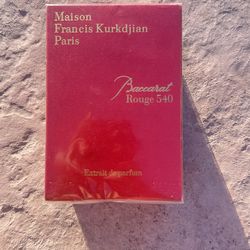 Maison
Francis Kurkdjian
Paris
Baccarat
Rouge 540
Extrait de parfum